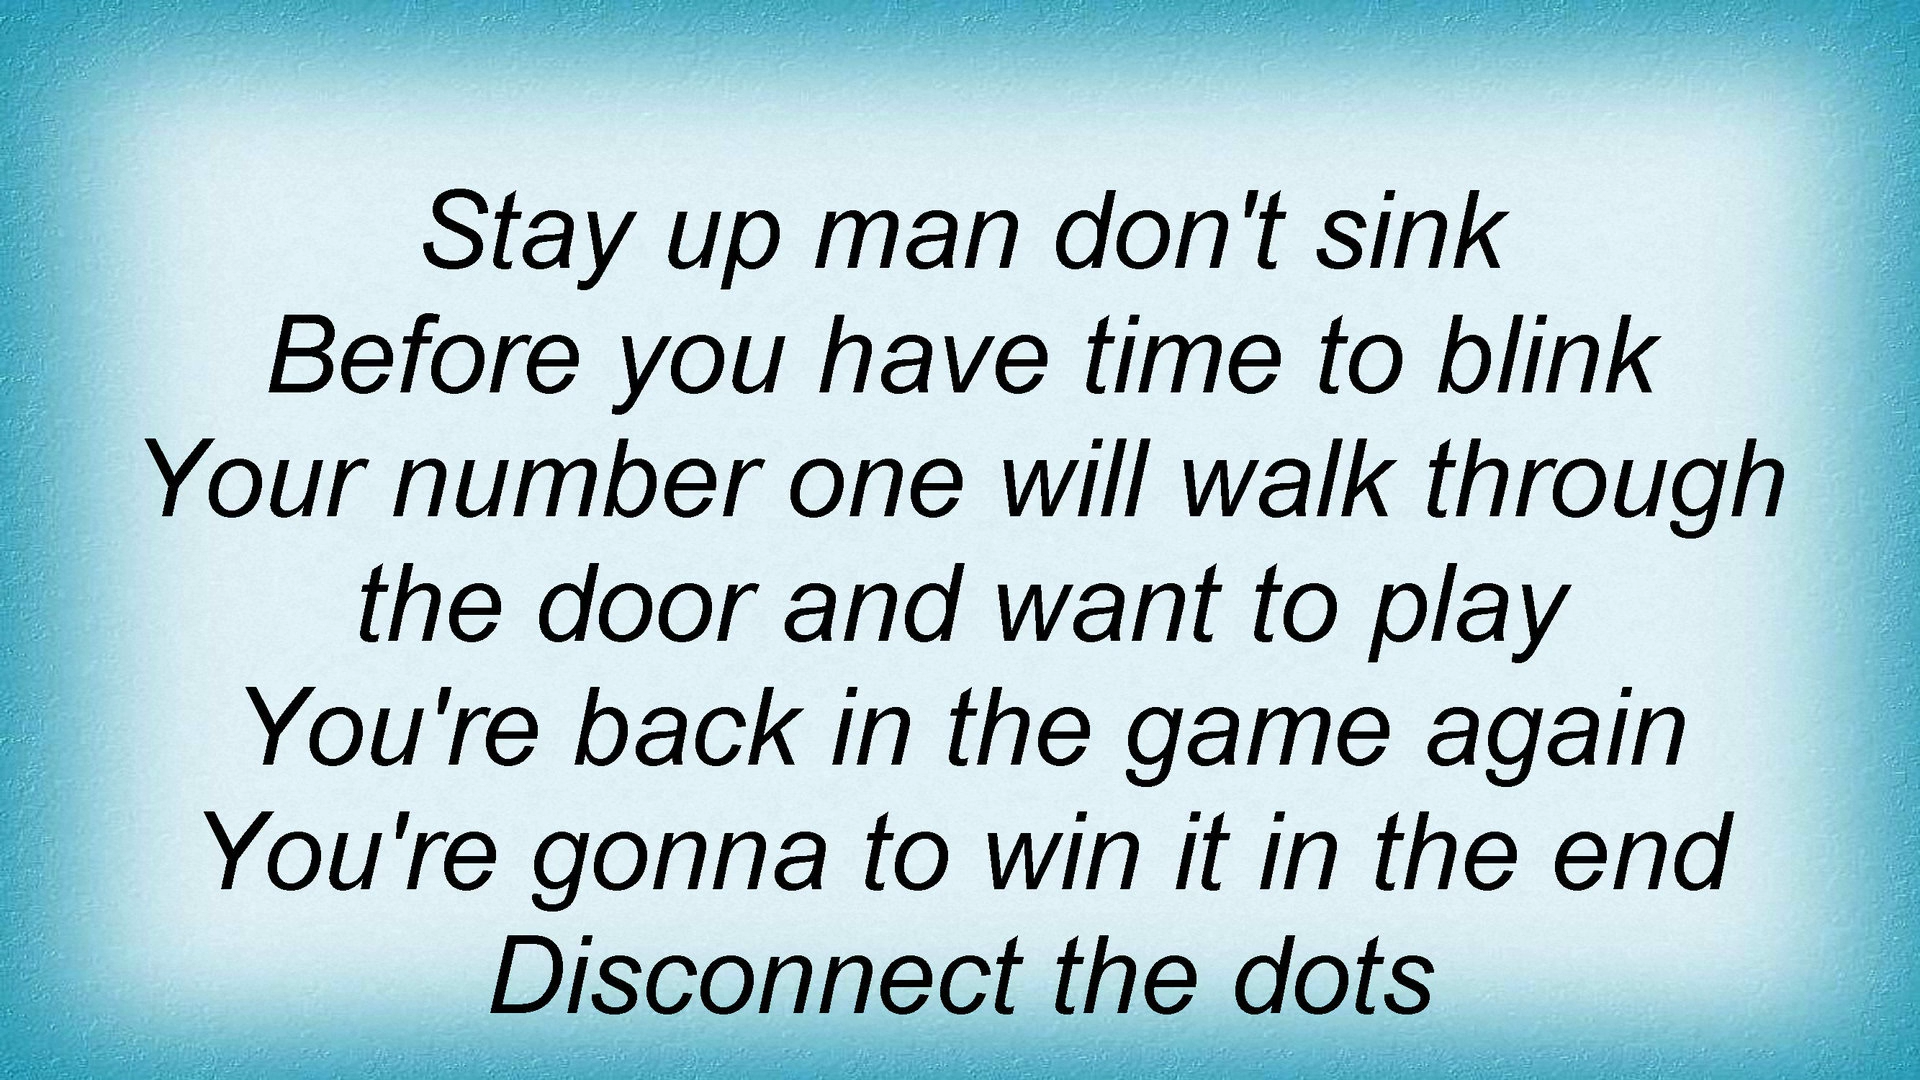 Stay up man don't sink
Before you have time to blink
Your number one will walk through
the door and want to play
You're back in the game again
You're gonna to win it in the end
Disconnect the dots